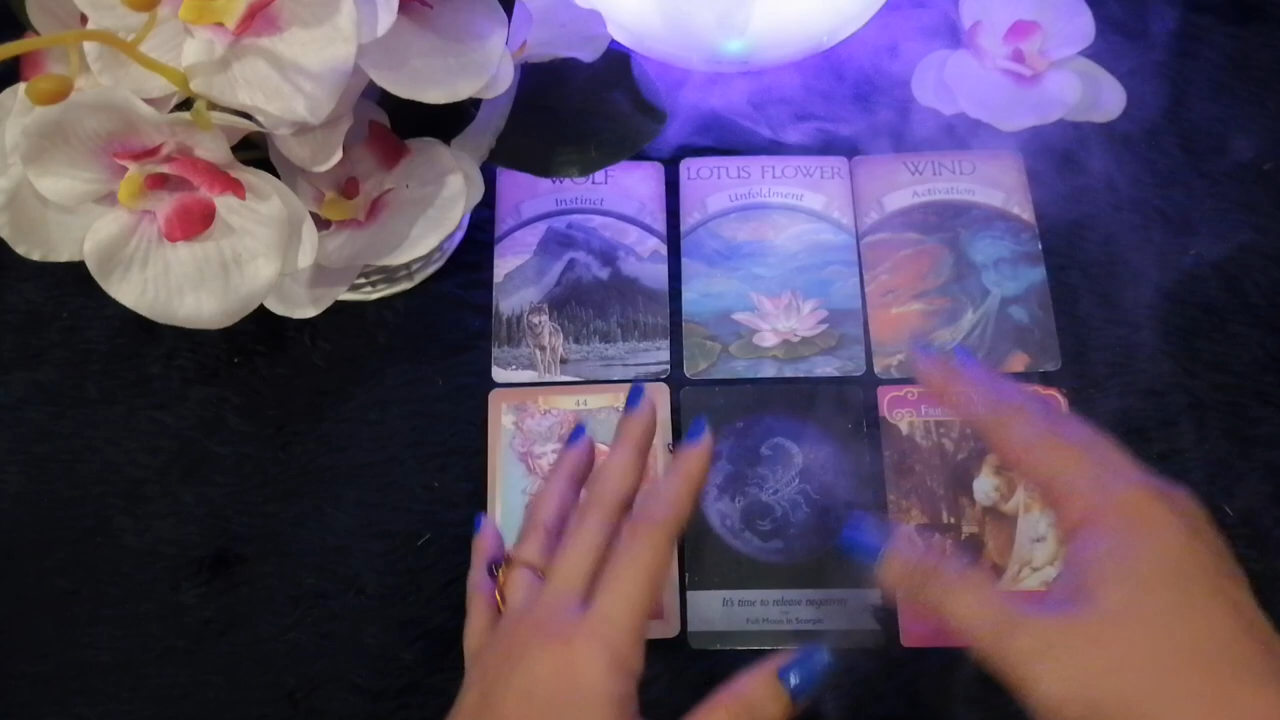 WOLF
Instinct
LOTUS FLOWER
Unfoldment
WIND
Activation
44
It's time to release negativity
Full Moon in Scorpio